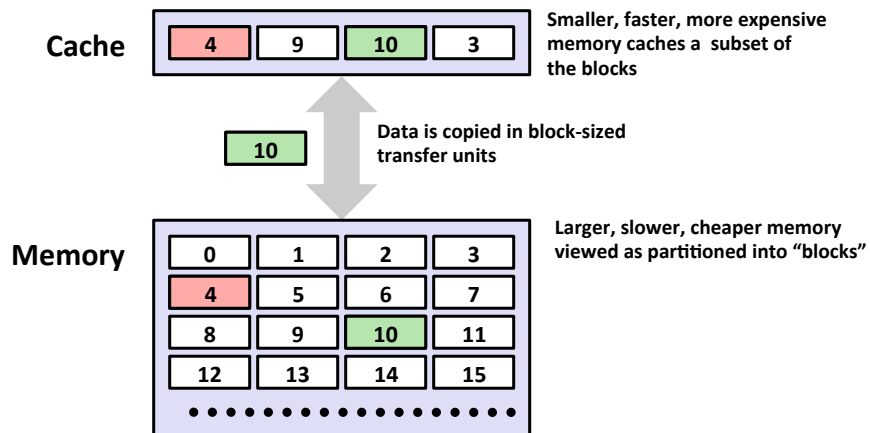 Cache
4 9 10 3
Smaller, faster, more expensive
memory caches a subset of
the blocks
10
Data is copied in block-sized
transfer units
Memory
Larger, slower, cheaper memory
viewed as partitioned into “blocks”
0 1 2 3
4 5 6 7
8 9 10 11
12 13 14 15